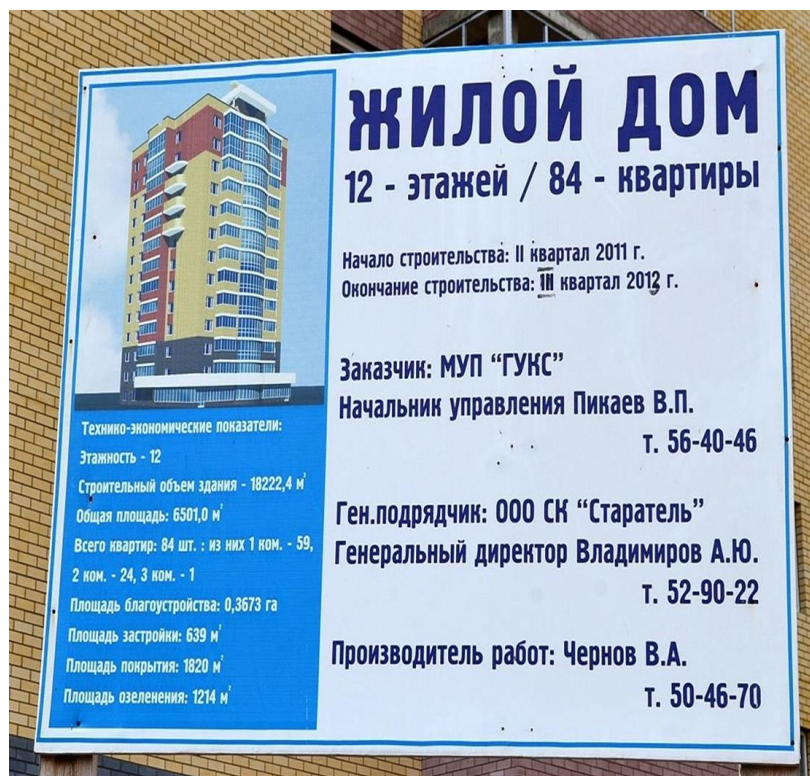 ЖИЛОЙ ДОМ
12 - этажей / 84 - квартиры
Начало строительства: II квартал 2011 г.
Окончание строительства: III квартал 2012 г.
Заказчик: МУП "ГУКС"
Начальник управления Пикаев В.П.
т. 56-40-46
Ген.подрядчик: ООО СК "Старатель"
Генеральный директор Владимиров А.Ю.
т. 52-90-22
Производитель работ: Чернов В.А.
т. 50-46-70
Технико-экономические показатели:
Этажность - 12
Строительный объем здания - 18222,4 м³
Общая площадь: 6501,0 м²
Всего квартир: 84 шт. : из них 1 ком. - 59,
2 ком. - 24, 3 ком. - 1
Площадь благоустройства: 0,3673 га
Площадь застройки: 639 м²
Площадь покрытия: 1820 м²
Площадь озеленения: 1214 м²